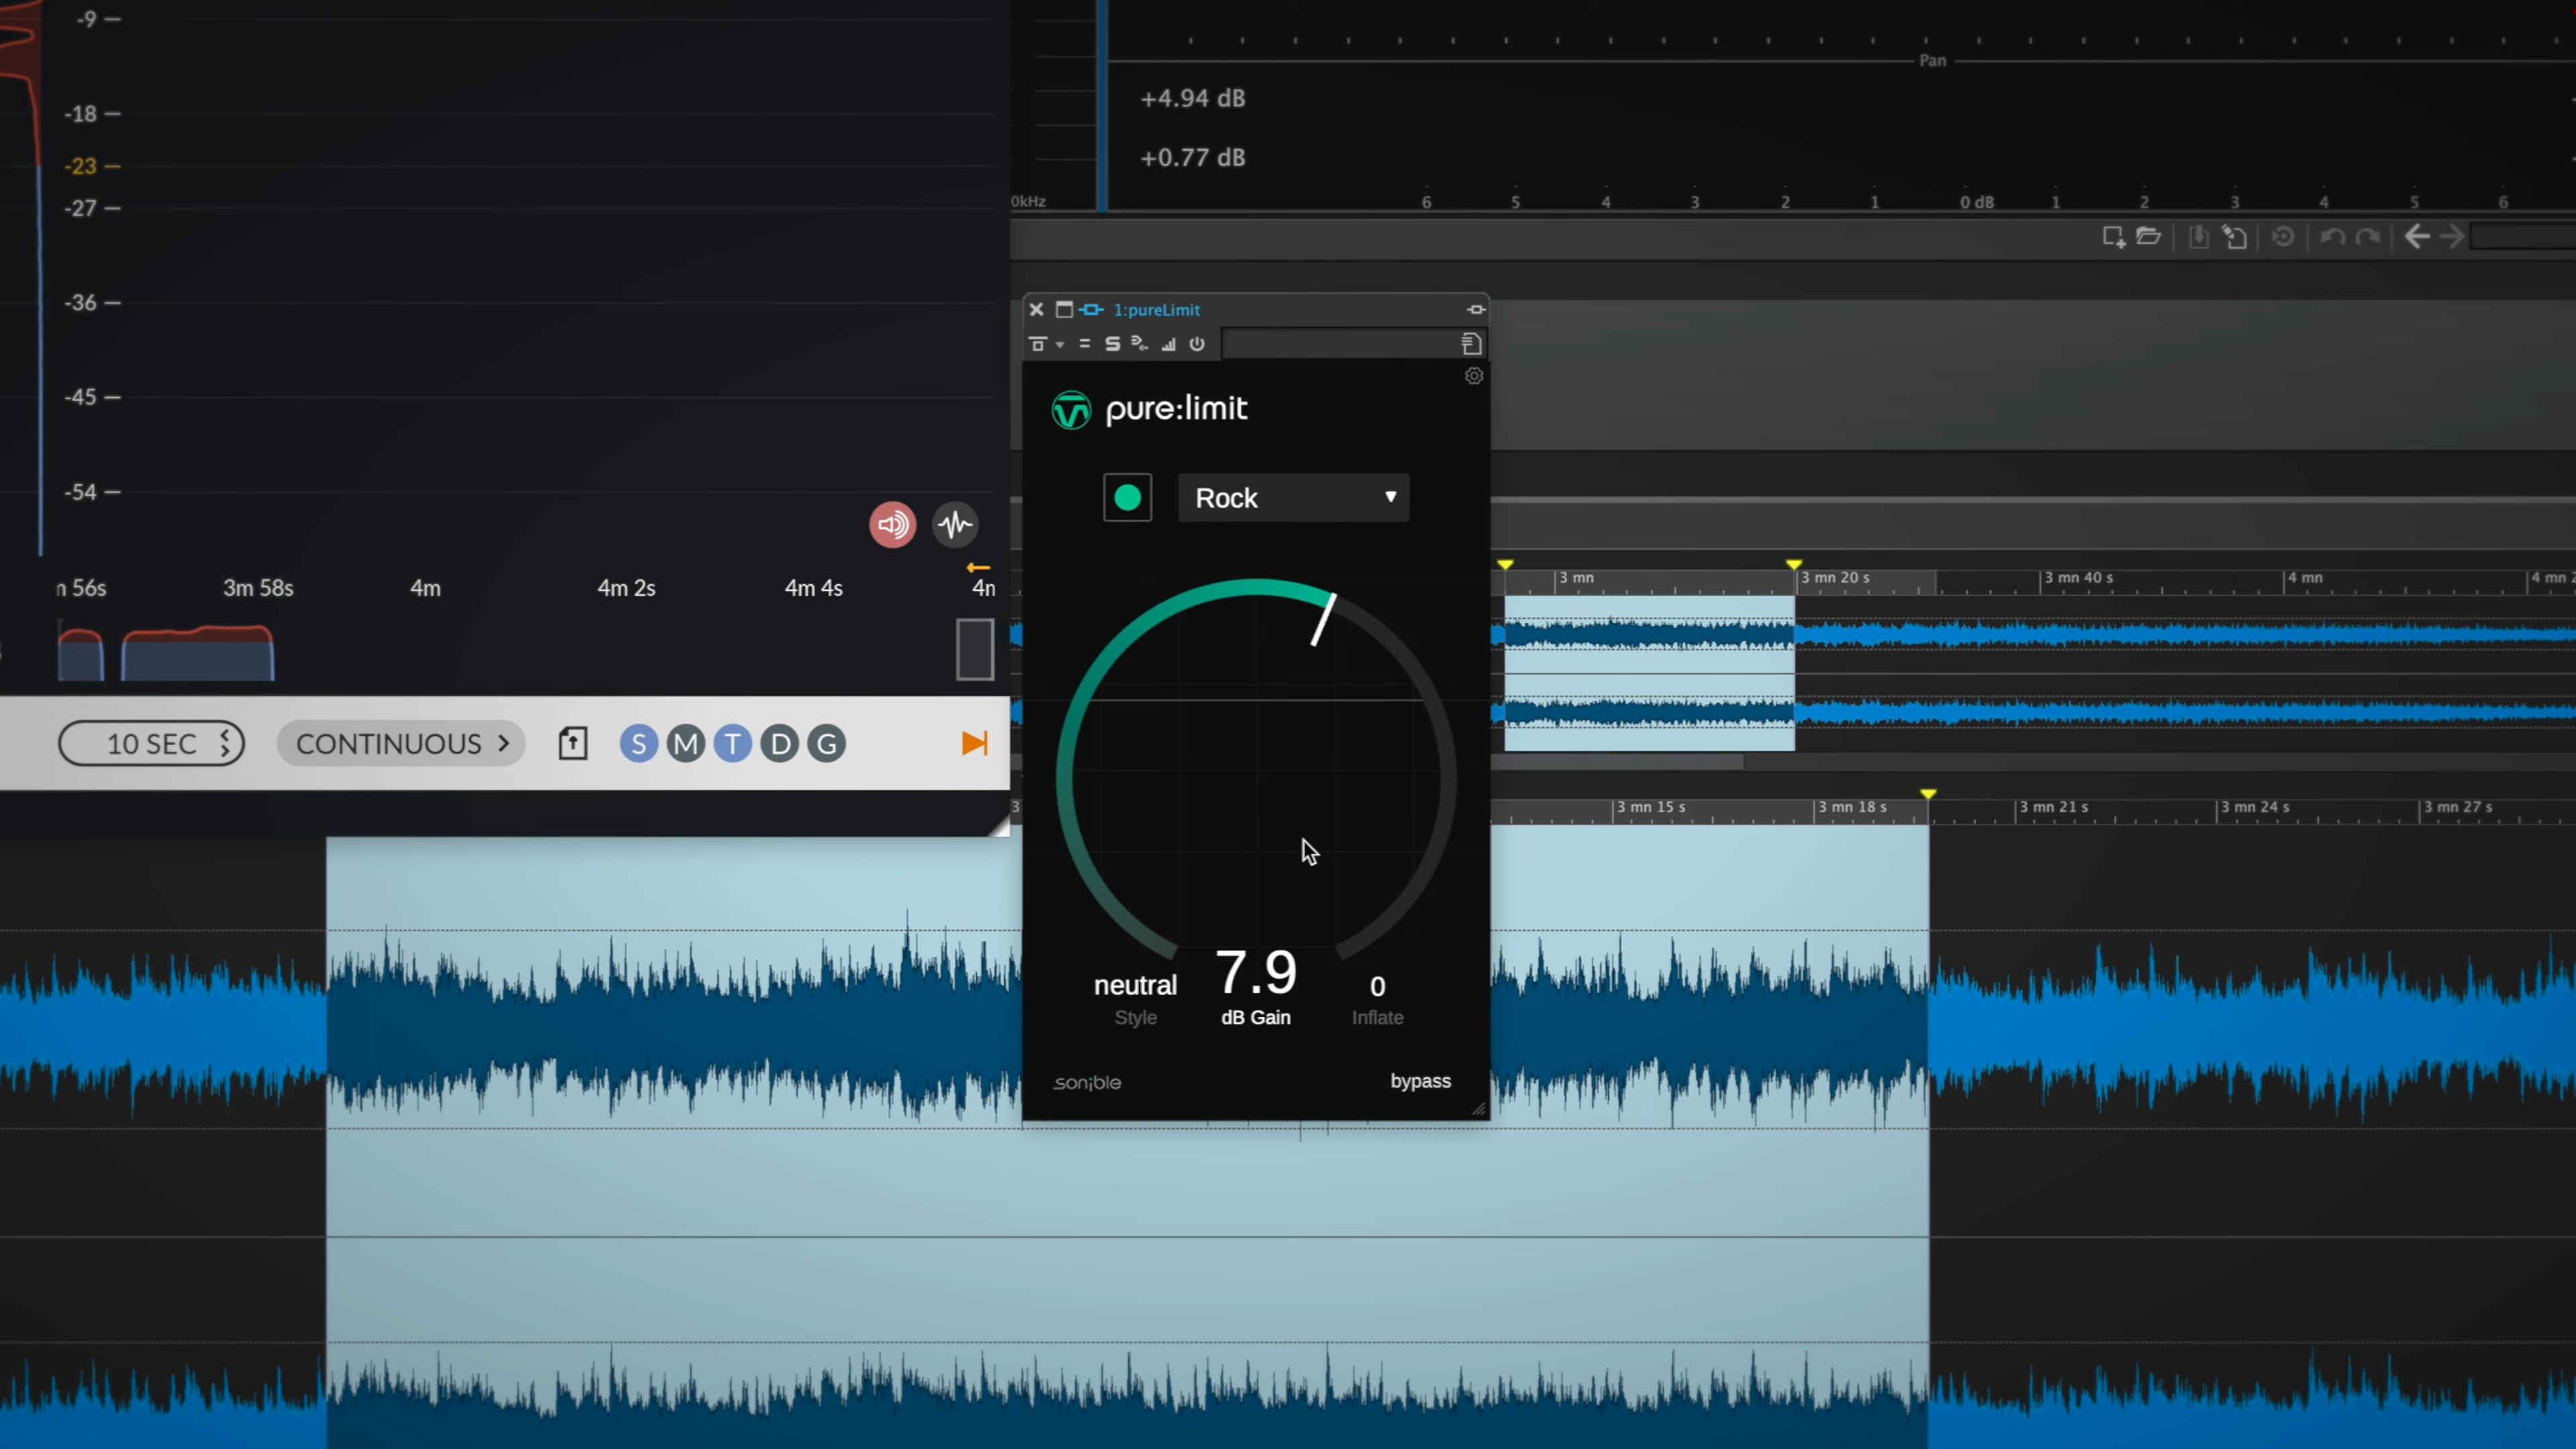 -9
-18
-23
-27
-36
-45
-54
3m 58s
4m
4m 2s
4m 4s
10 SEC
CONTINUOUS >
S M T D G
Pan
+4.94 dB
+0.77 dB
0kHz
6 5 4 3 2 1 0 dB 1 2 3 4 5 6
1:pureLimit
S
pure:limit
Rock
neutral
Style
7.9
dB Gain
0
Inflate
sonible
bypass
3 mn
3 mn 20 s
3 mn 40 s
4 mn
3 mn 15 s
3 mn 18 s
3 mn 21 s
3 mn 24 s
3 mn 27 s